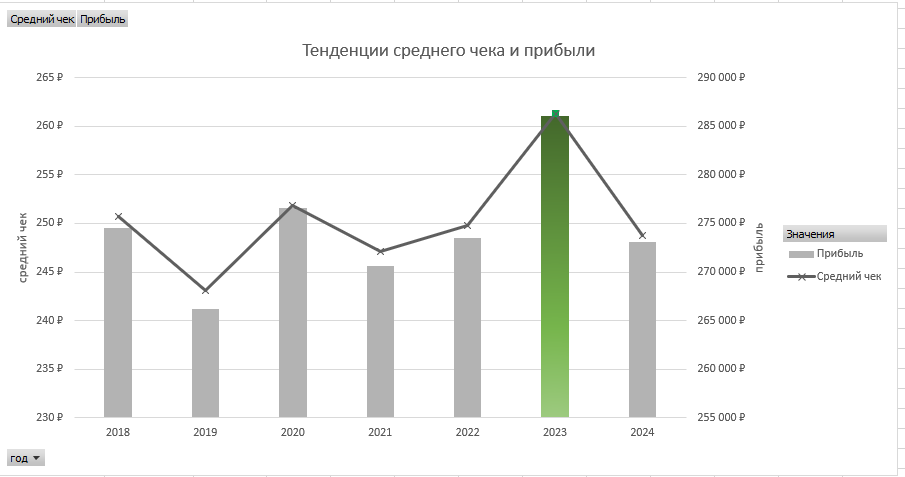 Средний чек Прибыль
Тенденции среднего чека и прибыли
265 ₽ 290 000 ₽
260 ₽ 285 000 ₽
255 ₽ 280 000 ₽
250 ₽ 275 000 ₽
245 ₽ 270 000 ₽
240 ₽ 265 000 ₽
235 ₽ 260 000 ₽
230 ₽ 255 000 ₽
средний чек
прибыль
Значения
Прибыль
Средний чек
2018 2019 2020 2021 2022 2023 2024
год